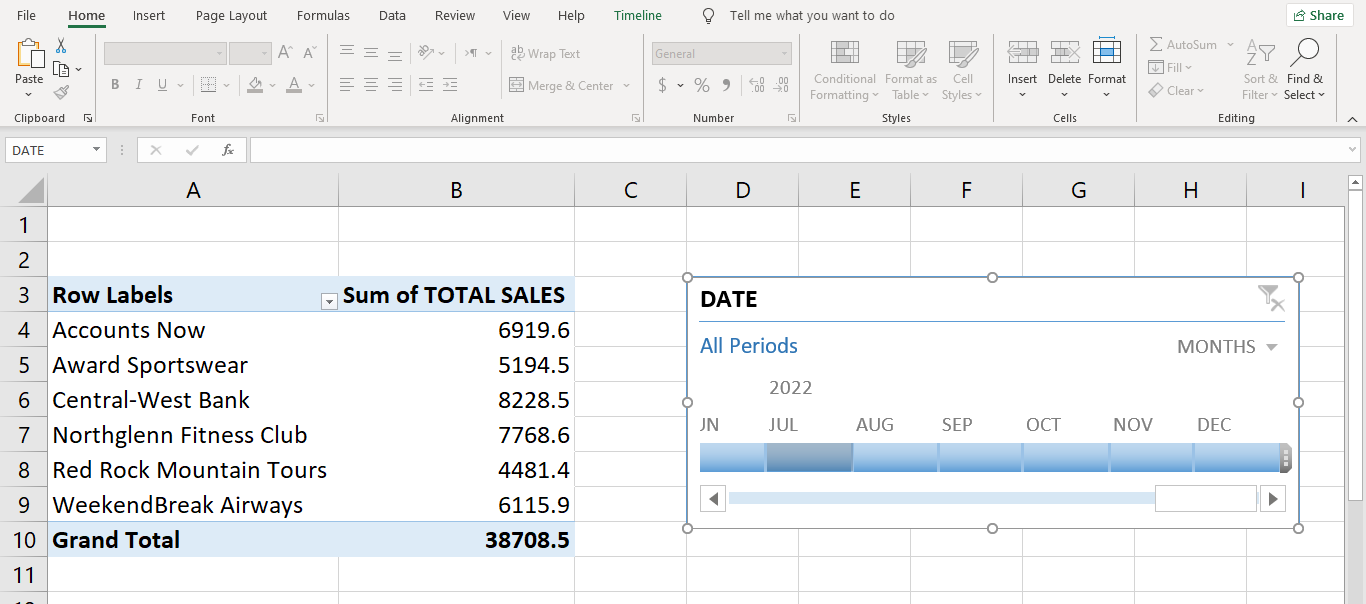 File Home Insert Page Layout Formulas Data Review View Help Timeline Tell me what you want to do Share
Paste
B I U A A A
ab Wrap Text
Merge & Center
General
$ % 9
Conditional Formatting
Format as Table
Cell Styles
Insert Delete Format
AutoSum
Fill
Clear
Sort & Filter
Find & Select
Clipboard Font Alignment Number Styles Cells Editing
DATE fx
A B C D E F G H I
1
2
3 Row Labels Sum of TOTAL SALES
4 Accounts Now 6919.6
5 Award Sportswear 5194.5
6 Central-West Bank 8228.5
7 Northglenn Fitness Club 7768.6
8 Red Rock Mountain Tours 4481.4
9 WeekendBreak Airways 6115.9
10 Grand Total 38708.5
11
DATE
All Periods MONTHS
2022
JN JUL AUG SEP OCT NOV DEC